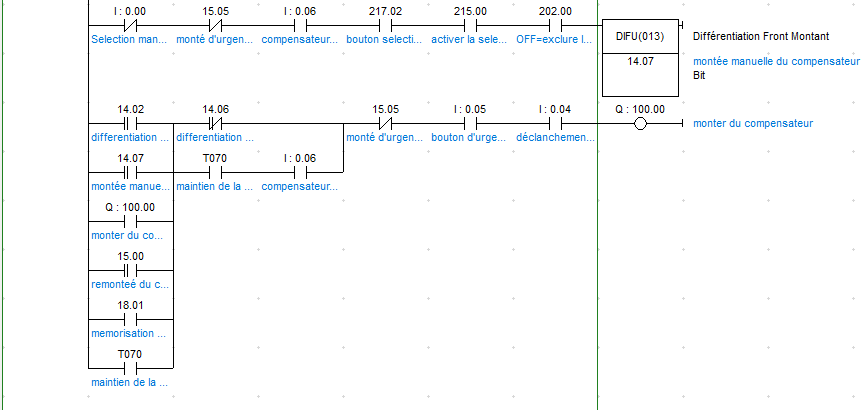 I : 0.00 15.05 I : 0.06 217.02 215.00 202.00
Selection man... monté d'urgen... compensateur... bouton selecti... activer la sele... OFF=exclure l...
DIFU(013) Différentiation Front Montant
14.07 montée manuelle du compensateur
Bit
14.02 14.06 15.05 I : 0.05 I : 0.04 Q : 100.00
differentiation ... differentiation ... monté d'urgen... bouton d'urge... déclanchemen... monter du compensateur
14.07 T070 I : 0.06
montée manue... maintien de la ... compensateur...
Q : 100.00
monter du co...
15.00
remonteé du c...
18.01
memorisation ...
T070
maintien de la ...